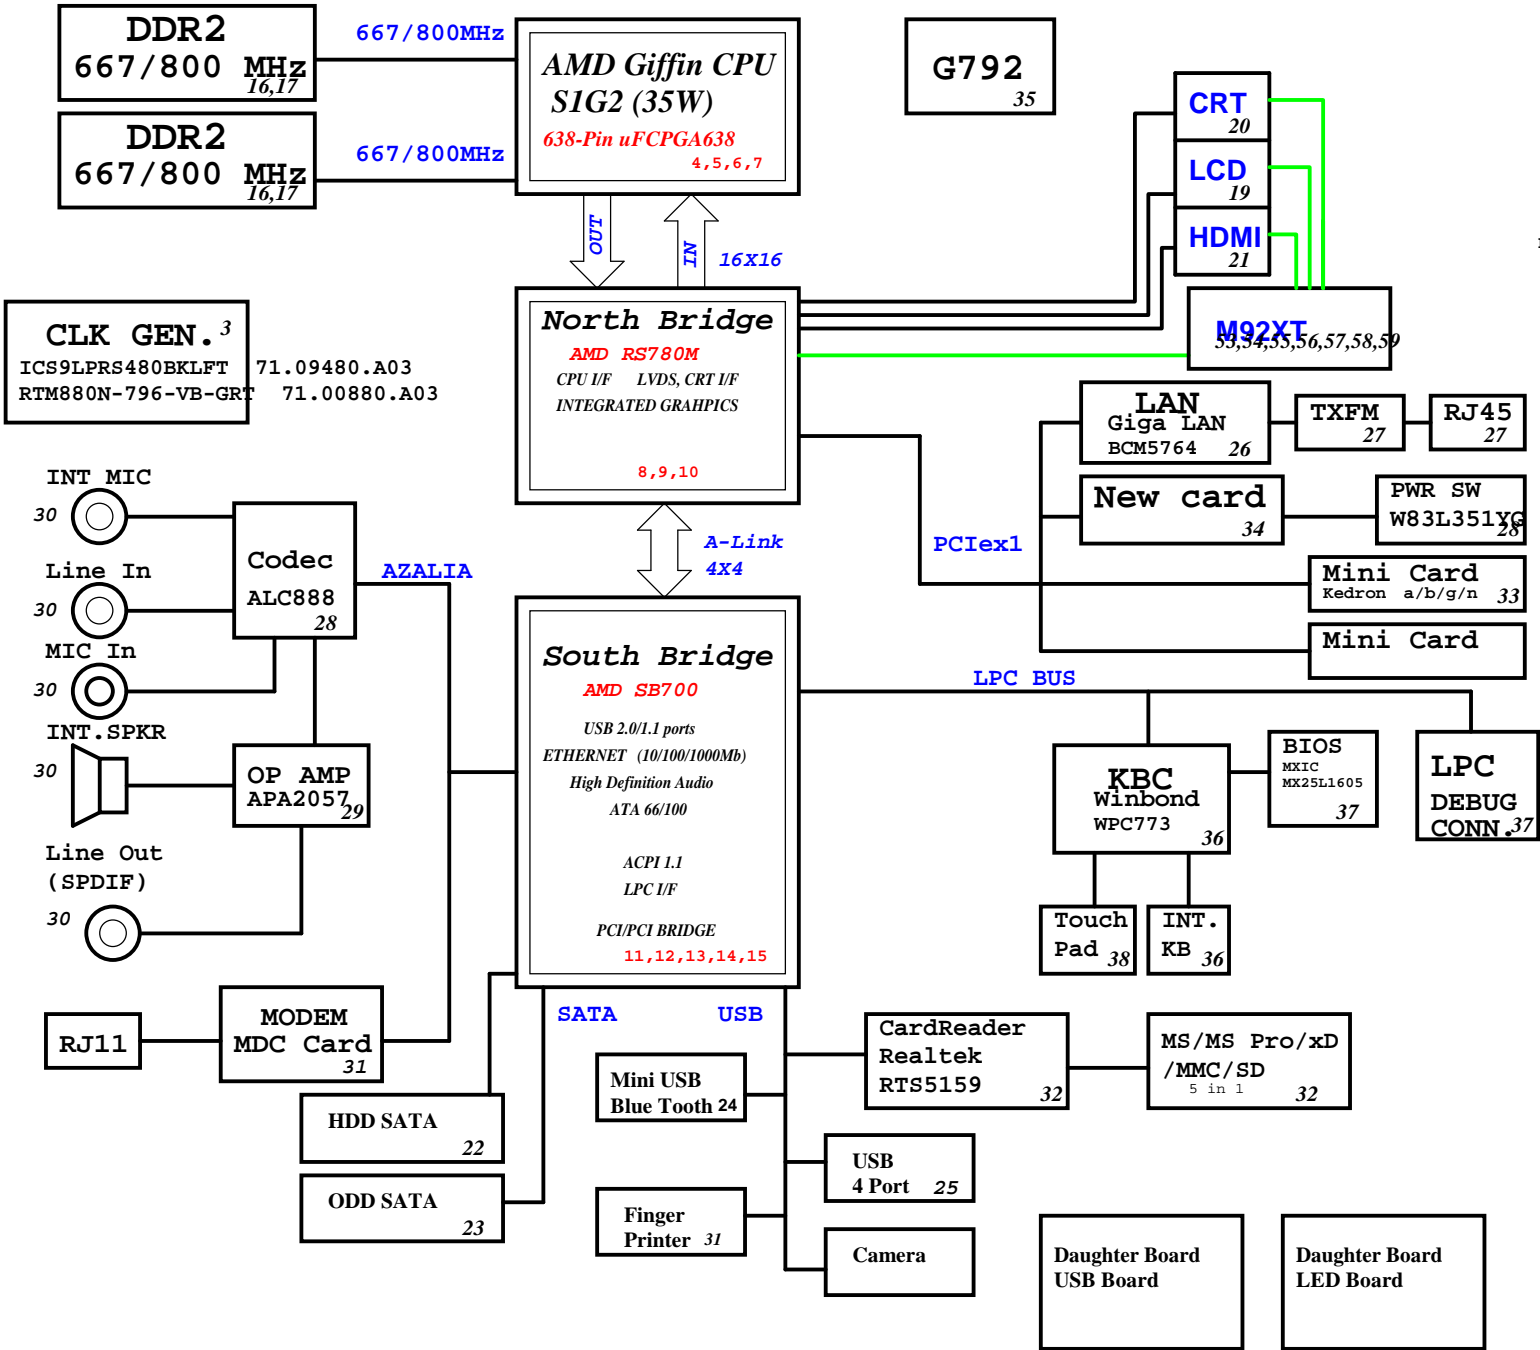 DDR2
667/800 MHz
16,17
667/800MHz
DDR2
667/800 MHz
16,17
667/800MHz
AMD Giffin CPU
S1G2 (35W)
638-Pin uFCPGA638
4,5,6,7
G792
35
CRT
20
LCD
19
HDMI
21
OUT
IN
16X16
M92XT
53,54,55,56,57,58,59
CLK GEN. 3
ICS9LPRS480BKLFT 71.09480.A03
RTM880N-796-VB-GRT 71.00880.A03
North Bridge
AMD RS780M
CPU I/F LVDS, CRT I/F
INTEGRATED GRAHPICS
8,9,10
LAN
Giga LAN
BCM5764 26
TXFM
27
RJ45
27
New card
34
PWR SW
W83L351YG
28
PCIex1
Mini Card
Kedron a/b/g/n 33
Mini Card
A-Link
4X4
INT MIC
30
Line In
30
MIC In
30
INT.SPKR
30
Line Out
(SPDIF)
30
Codec
ALC888
28
AZALIA
OP AMP
APA2057
29
South Bridge
AMD SB700
USB 2.0/1.1 ports
ETHERNET (10/100/1000Mb)
High Definition Audio
ATA 66/100
ACPI 1.1
LPC I/F
PCI/PCI BRIDGE
11,12,13,14,15
LPC BUS
KBC
Winbond
WPC773
36
BIOS
MXIC
MX25L1605
37
LPC
DEBUG
CONN.
37
Touch
Pad 38
INT.
KB 36
RJ11
MODEM
MDC Card
31
SATA
USB
HDD SATA
22
ODD SATA
23
Mini USB
Blue Tooth 24
CardReader
Realtek
RTS5159
32
MS/MS Pro/xD
/MMC/SD
5 in 1
32
USB
4 Port 25
Finger
Printer 31
Camera
Daughter Board
USB Board
Daughter Board
LED Board